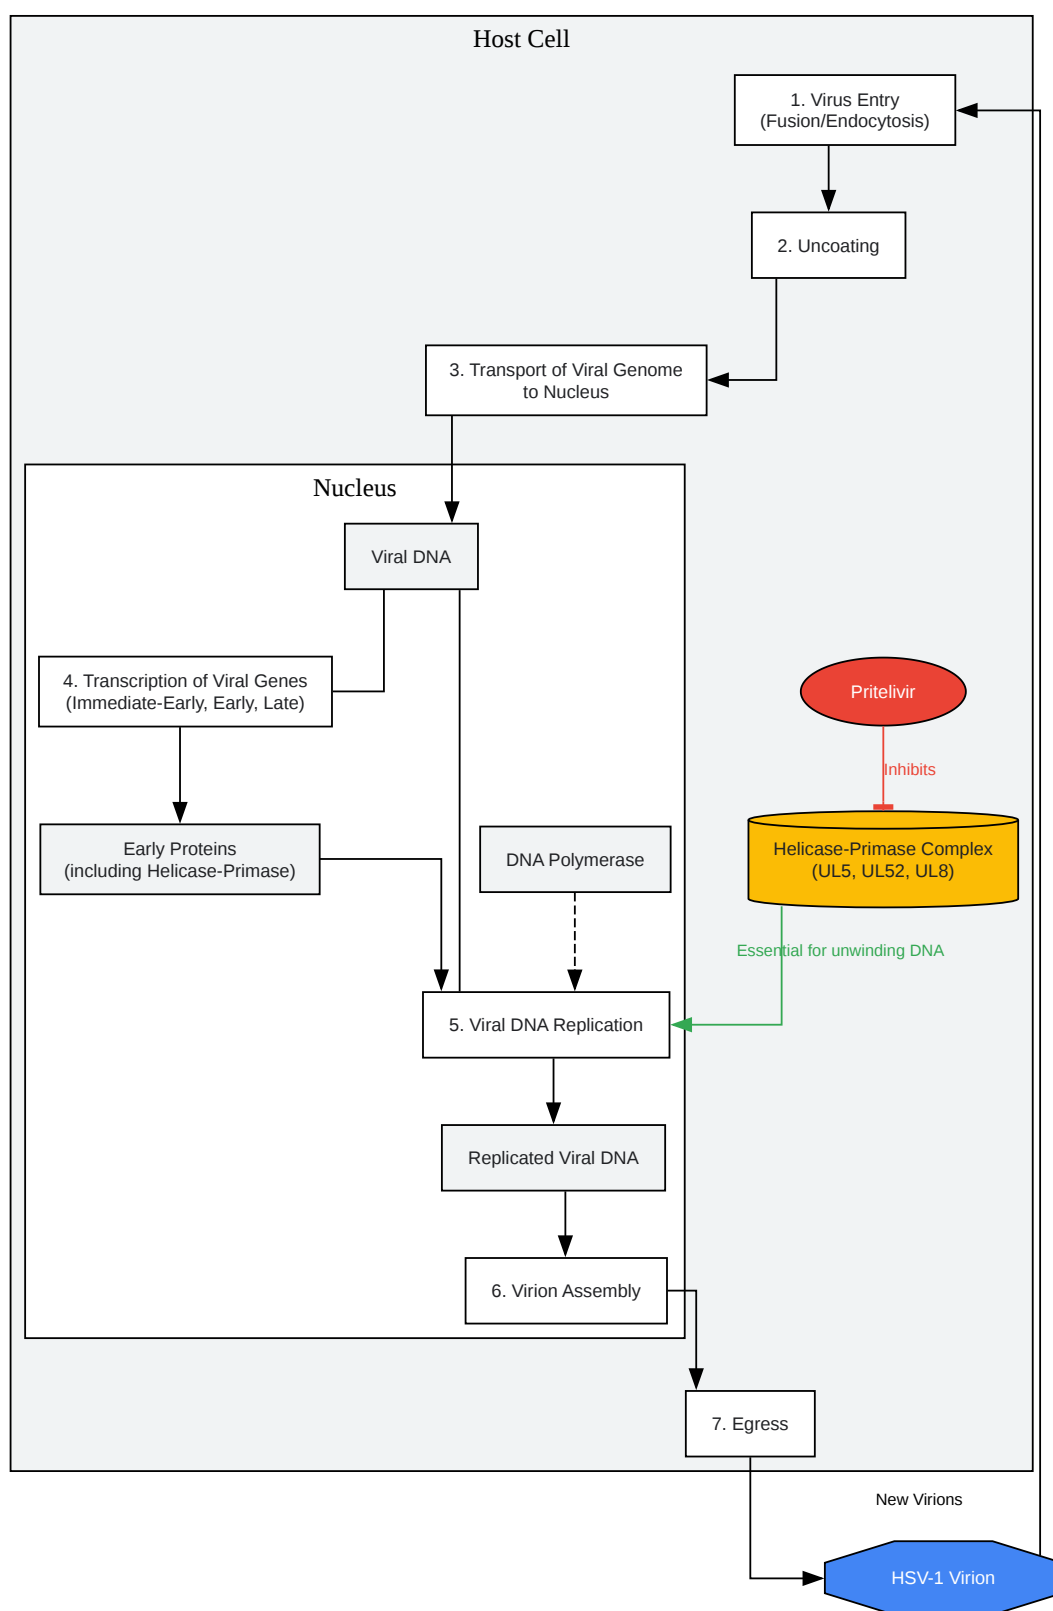 Host Cell
1. Virus Entry
(Fusion/Endocytosis)
2. Uncoating
3. Transport of Viral Genome
to Nucleus
Nucleus
Viral DNA
4. Transcription of Viral Genes
(Immediate-Early, Early, Late)
Pritelivir
Inhibits
Early Proteins
(including Helicase-Primase)
DNA Polymerase
Helicase-Primase Complex
(UL5, UL52, UL8)
Essential for unwinding DNA
5. Viral DNA Replication
Replicated Viral DNA
6. Virion Assembly
7. Egress
New Virions
HSV-1 Virion